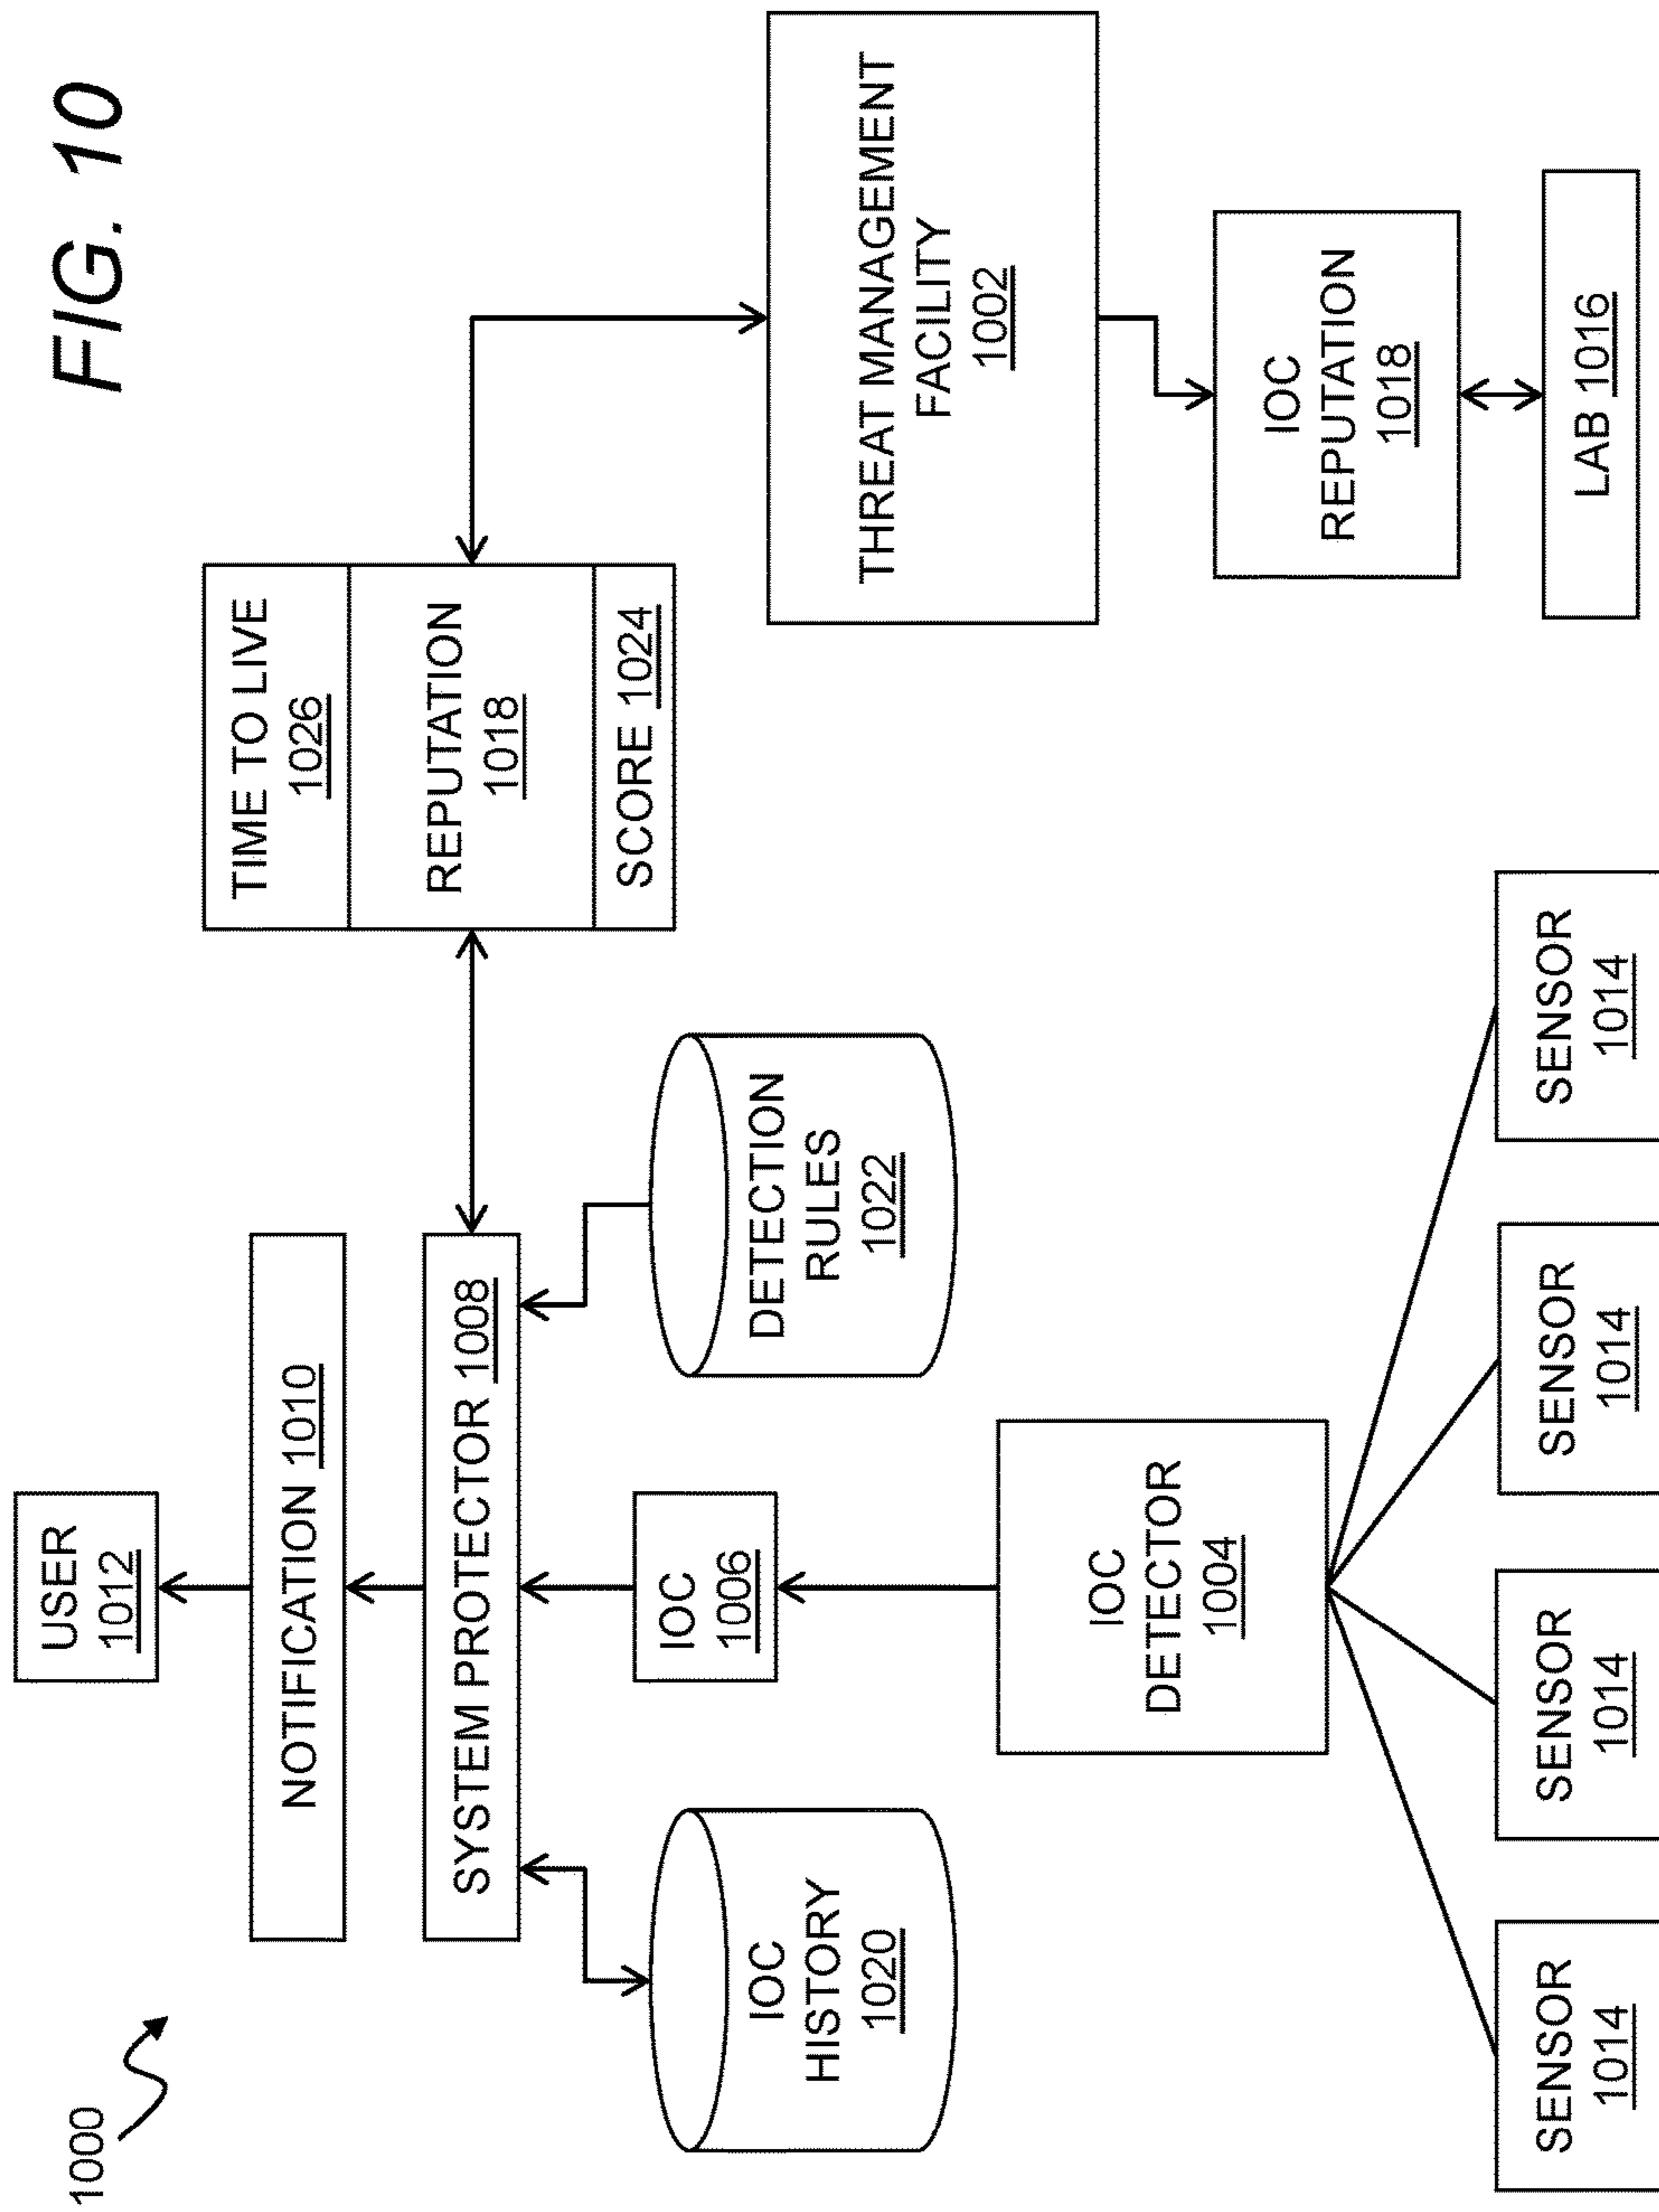 FIG. 10
1000
USER
1012
NOTIFICATION 1010
SYSTEM PROTECTOR 1008
TIME TO LIVE
1026
REPUTATION
1018
SCORE 1024
IOC
HISTORY
1020
IOC
1006
DETECTION
RULES
1022
THREAT MANAGEMENT
FACILITY
1002
IOC
DETECTOR
1004
IOC
REPUTATION
1018
SENSOR
1014
SENSOR
1014
SENSOR
1014
SENSOR
1014
LAB 1016